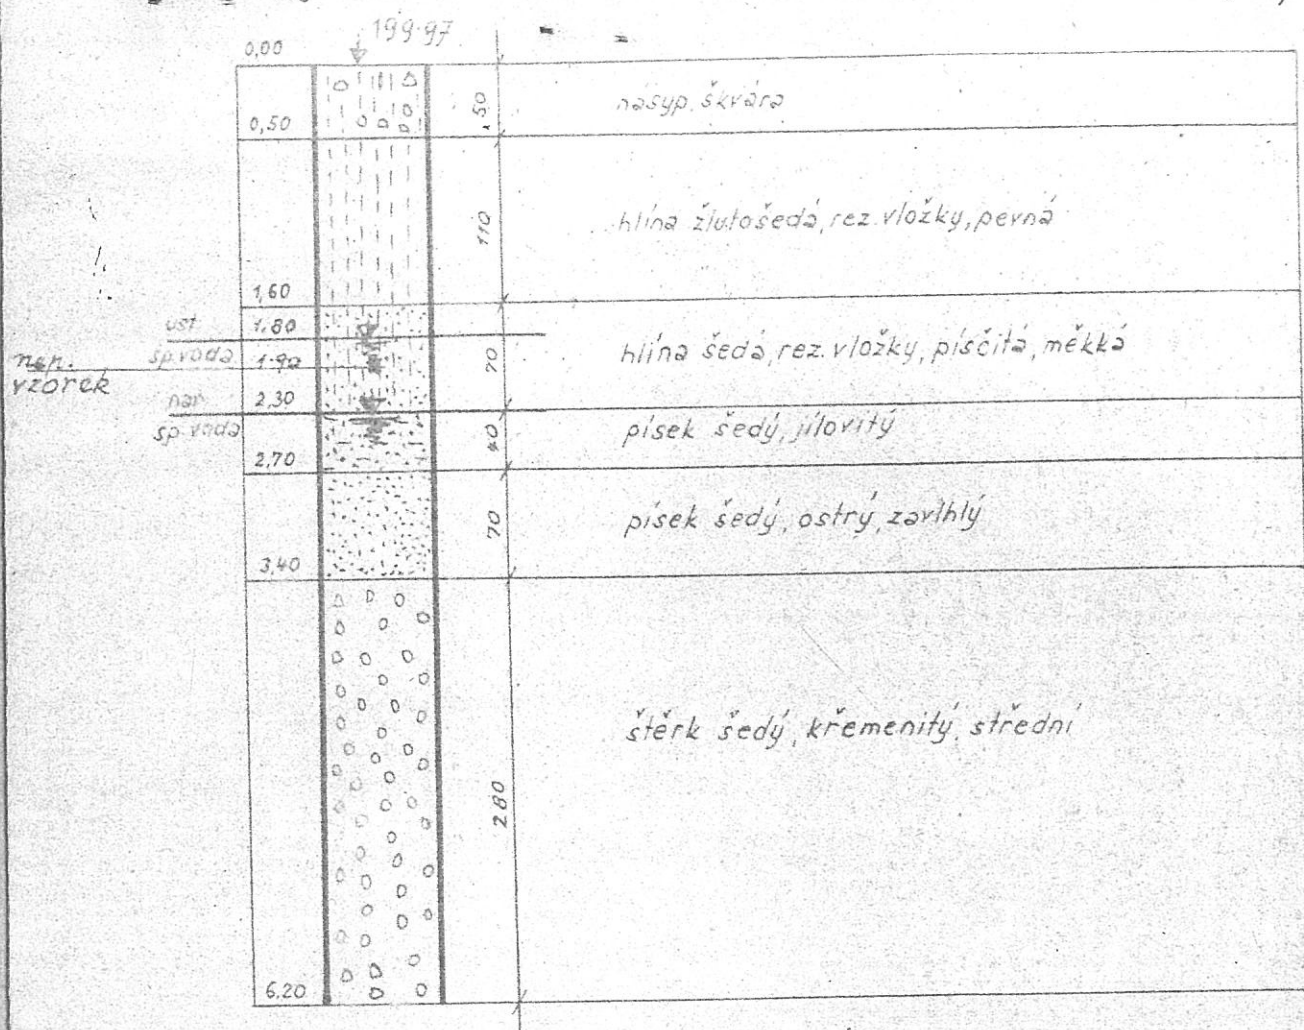 199.97
0,00
50
nasyp, škvára
0,50
110
hlína žlutošedá, rez. vložky, pevná
1,60
ust.
1.80
hlína šedá, rez. vložky, písčitá, měkká
sp. voda
1.90
70
nep.
vzorek
nar.
2,30
sp. voda
40
písek šedý, jílovitý
2,70
70
písek šedý, ostrý, zavlhlý
3,40
štěrk šedý, křemenitý, střední
280
6.20